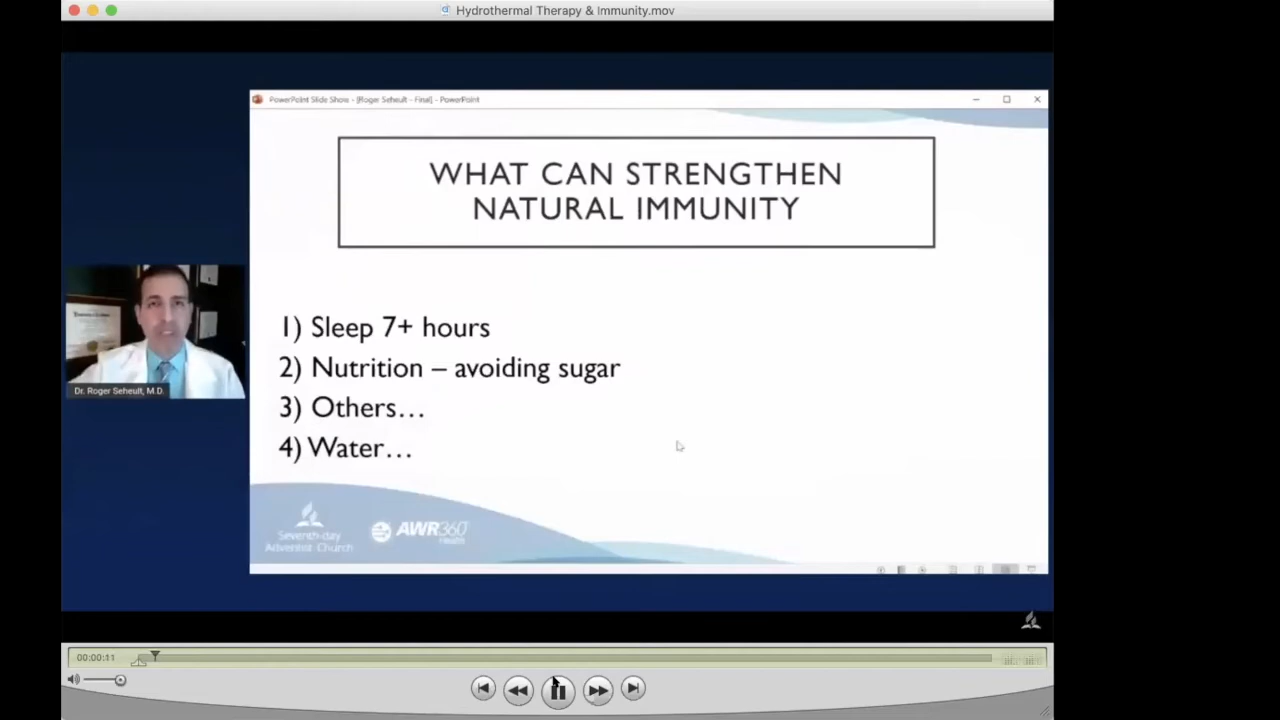 Hydrothermal Therapy & Immunity.mov
PowerPoint Slide Show - [Roger Seheult - Final] - PowerPoint
WHAT CAN STRENGTHEN
NATURAL IMMUNITY
1) Sleep 7+ hours
2) Nutrition – avoiding sugar
3) Others...
4) Water...
Dr. Roger Seheult, M.D.
Seventh-day
Adventist Church
AWR360°
Health
00:00:11